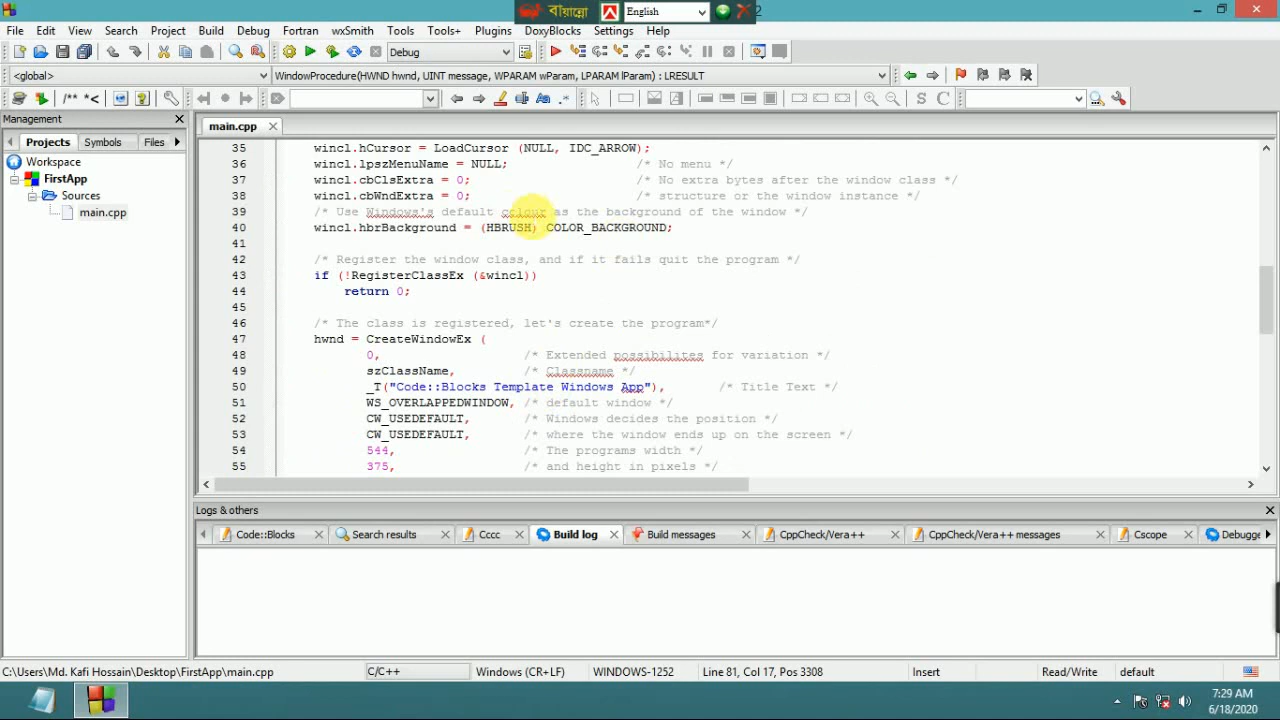 বাঁয়ান্নো
English
2
File Edit View Search Project Build Debug Fortran wxSmith Tools Tools+ Plugins DoxyBlocks Settings Help
Debug
<global>
WindowProcedure(HWND hwnd, UINT message, WPARAM wParam, LPARAM lParam) : LRESULT
/** *<
S C
Management
main.cpp
Projects Symbols Files
Workspace
FirstApp
Sources
main.cpp
35 wincl.hCursor = LoadCursor (NULL, IDC_ARROW);
36 wincl.lpszMenuName = NULL; /* No menu */
37 wincl.cbClsExtra = 0; /* No extra bytes after the window class */
38 wincl.cbWndExtra = 0; /* structure or the window instance */
39 /* Use Windows's default colour as the background of the window */
40 wincl.hbrBackground = (HBRUSH) COLOR_BACKGROUND;
41
42 /* Register the window class, and if it fails quit the program */
43 if (!RegisterClassEx (&wincl))
44 return 0;
45
46 /* The class is registered, let's create the program*/
47 hwnd = CreateWindowEx (
48 0, /* Extended possibilites for variation */
49 szClassName, /* Classname */
50 _T("Code::Blocks Template Windows App"), /* Title Text */
51 WS_OVERLAPPEDWINDOW, /* default window */
52 CW_USEDEFAULT, /* Windows decides the position */
53 CW_USEDEFAULT, /* where the window ends up on the screen */
54 544, /* The programs width */
55 375, /* and height in pixels */
Logs & others
Code::Blocks Search results Cccc Build log Build messages CppCheck/Vera++ CppCheck/Vera++ messages Cscope Debugge
C:\Users\Md. Kafi Hossain\Desktop\FirstApp\main.cpp C/C++ Windows (CR+LF) WINDOWS-1252 Line 81, Col 17, Pos 3308 Insert Read/Write default
7:29 AM
6/18/2020